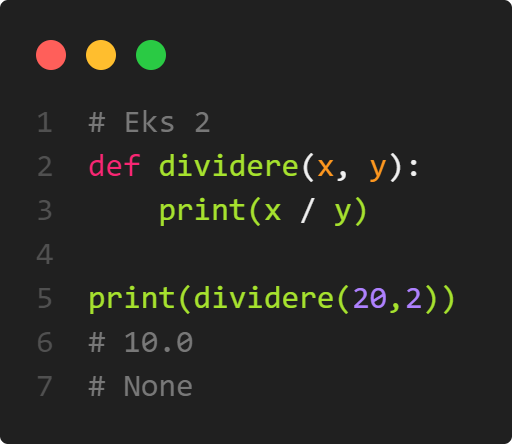 1 # Eks 2
2 def dividere(x, y):
3     print(x / y)
4
5 print(dividere(20,2))
6 # 10.0
7 # None